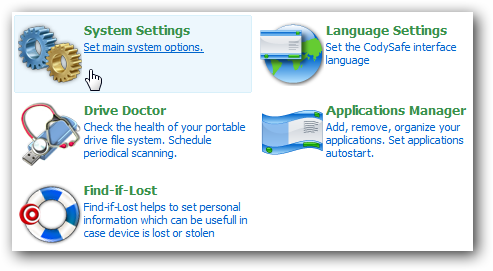 System Settings
Set main system options.
Language Settings
Set the CodySafe interface
language
Drive Doctor
Check the health of your portable
drive file system. Schedule
periodical scanning.
Applications Manager
Add, remove, organize your
applications. Set applications
autostart.
Find-if-Lost
Find-if-Lost helps to set personal
information which can be usefull in
case device is lost or stolen